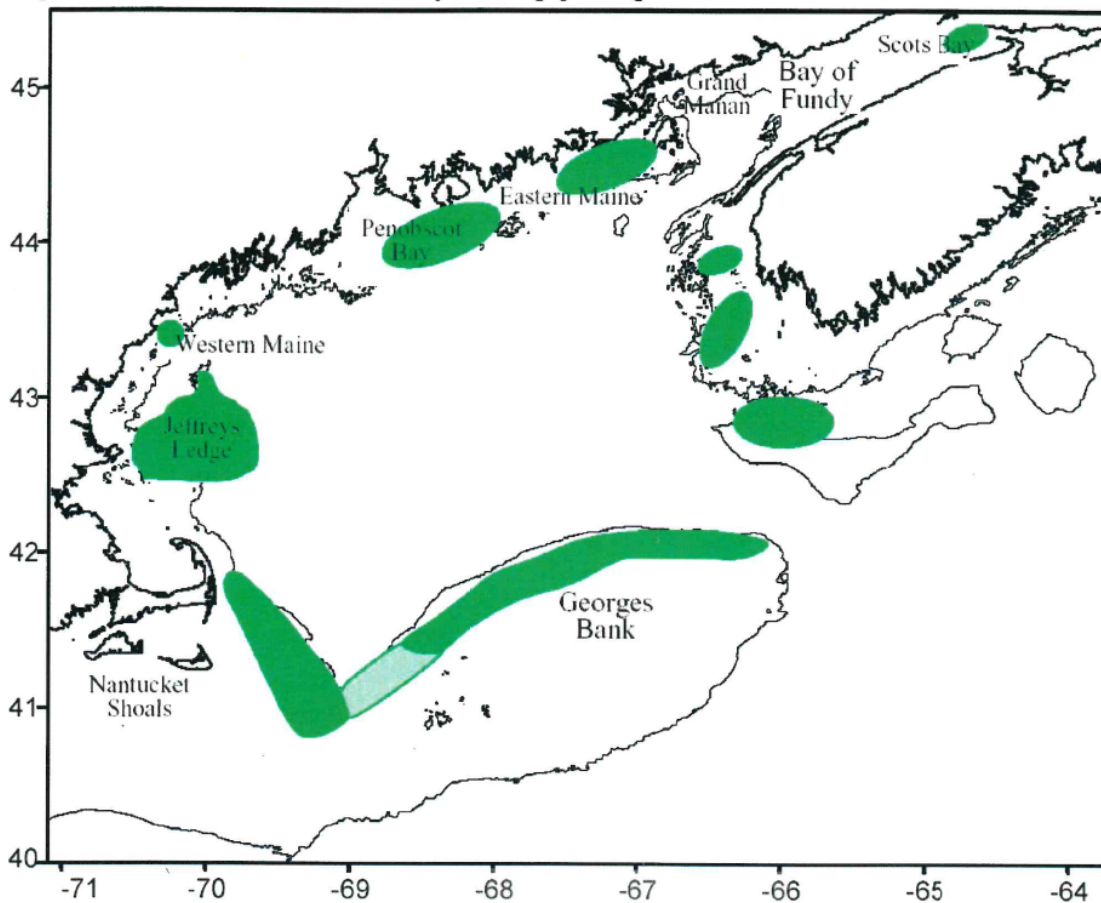 Scots Bay
Bay of
Fundy
Grand
Manan
Eastern Maine
Penobscot
Bay
Western Maine
Jeffreys
Ledge
Georges
Bank
Nantucket
Shoals
45
44
43
42
41
40
-71
-70
-69
-68
-67
-66
-65
-64